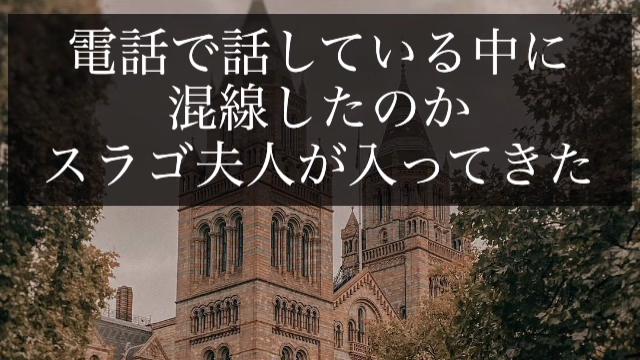 電話で話している中に
混線したのか
スラゴ夫人が入ってきた